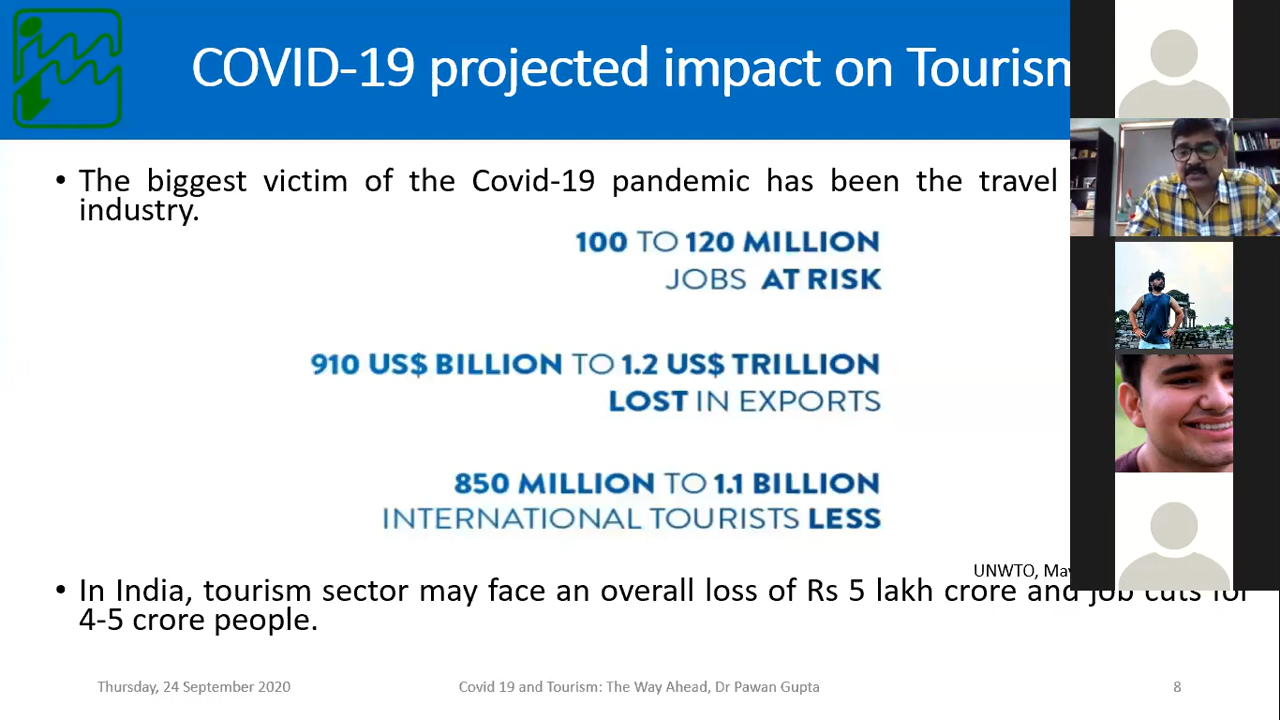 COVID-19 projected impact on Tourism
• The biggest victim of the Covid-19 pandemic has been the travel
industry.
100 TO 120 MILLION
JOBS AT RISK
910 US$ BILLION TO 1.2 US$ TRILLION
LOST IN EXPORTS
850 MILLION TO 1.1 BILLION
INTERNATIONAL TOURISTS LESS
UNWTO, May
• In India, tourism sector may face an overall loss of Rs 5 lakh crore and job cuts for
4-5 crore people.
Thursday, 24 September 2020 Covid 19 and Tourism: The Way Ahead, Dr Pawan Gupta 8